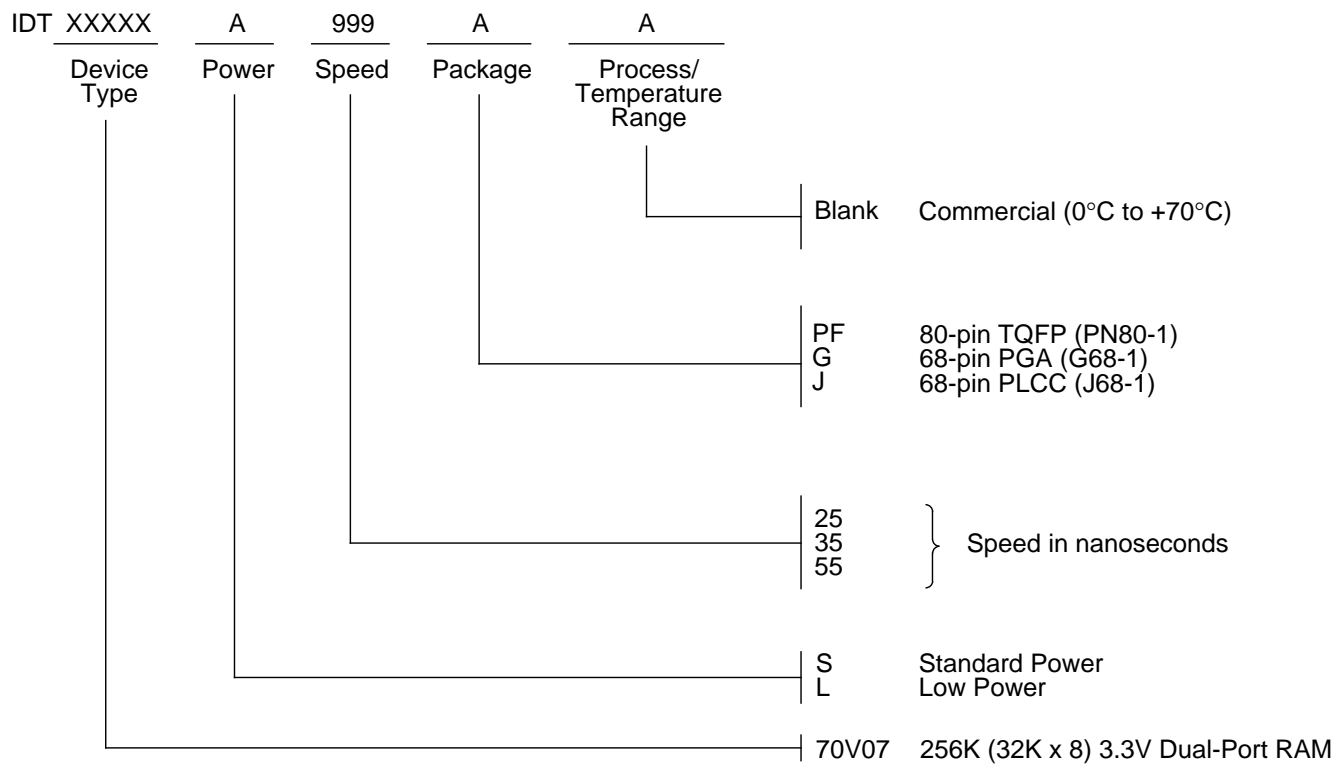 IDT XXXXX A 999 A A
Device Type Power Speed Package Process/ Temperature Range
Blank Commercial (0°C to +70°C)
PF 80-pin TQFP (PN80-1)
G 68-pin PGA (G68-1)
J 68-pin PLCC (J68-1)
25
35 Speed in nanoseconds
55
S Standard Power
L Low Power
70V07 256K (32K x 8) 3.3V Dual-Port RAM